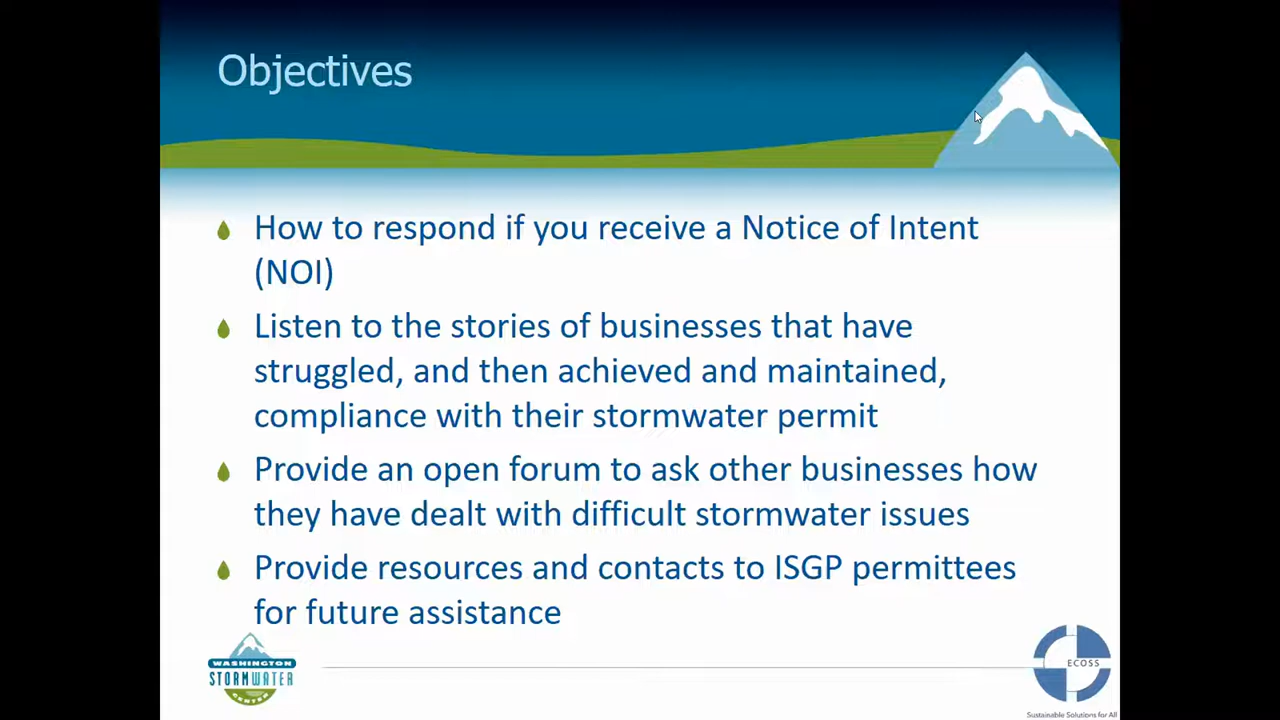 Objectives
How to respond if you receive a Notice of Intent
(NOI)
Listen to the stories of businesses that have
struggled, and then achieved and maintained,
compliance with their stormwater permit
Provide an open forum to ask other businesses how
they have dealt with difficult stormwater issues
Provide resources and contacts to ISGP permittees
for future assistance
WASHINGTON
STORMWATER
CENTER
ECOSS
Sustainable Solutions for All